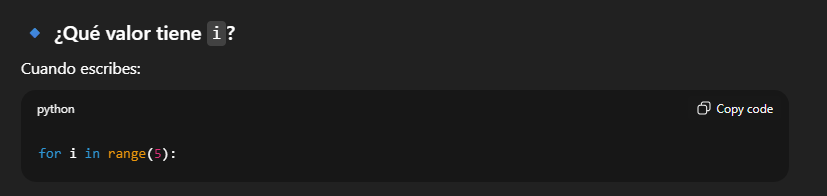 ¿Qué valor tiene i?
Cuando escribes:
python
Copy code
for i in range(5):